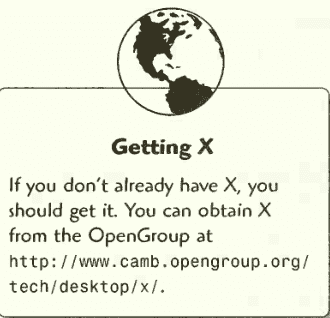 Getting X
If you don't already have X, you
should get it. You can obtain X
from the OpenGroup at
http://www.camb.opengroup.org/
tech/desktop/x/.